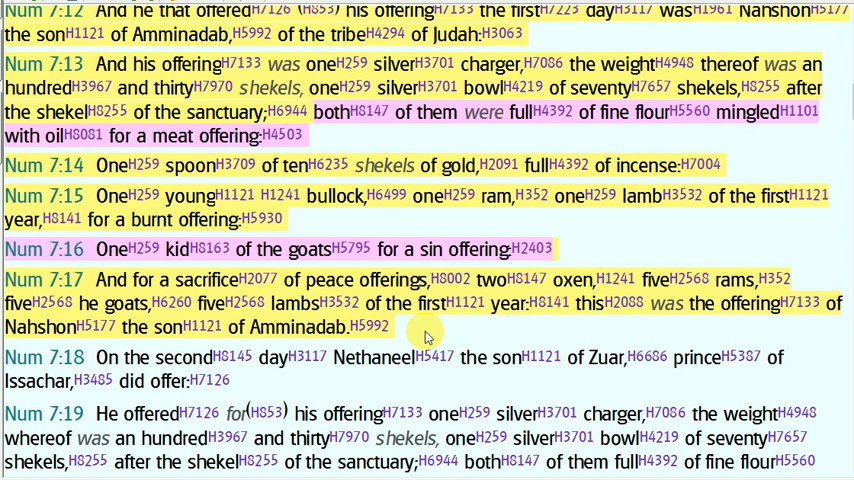 Num 7:12 And he that offeredH7126 (H853) his offeringH7133 the firstH7223 dayH3117 wasH1961 NahshonH5177
the sonH1121 of Amminadab,H5992 of the tribeH4294 of Judah:H3063
Num 7:13 And his offeringH7133 was oneH259 silverH3701 charger,H7086 the weightH4948 thereof was an
hundredH3967 and thirtyH7970 shekels, oneH259 silverH3701 bowlH4219 of seventyH7657 shekels,H8255 after
the shekelH8255 of the sanctuary;H6944 bothH8147 of them were fullH4392 of fine flourH5560 mingledH1101
with oilH8081 for a meat offering:H4503
Num 7:14 OneH259 spoonH3709 of tenH6235 shekels of gold,H2091 fullH4392 of incense:H7004
Num 7:15 OneH259 youngH1121 H1241 bullock,H6499 oneH259 ram,H352 oneH259 lambH3532 of the firstH1121
year,H8141 for a burnt offering:H5930
Num 7:16 OneH259 kidH8163 of the goatsH5795 for a sin offering:H2403
Num 7:17 And for a sacrificeH2077 of peace offerings,H8002 twoH8147 oxen,H1241 fiveH2568 rams,H352
fiveH2568 he goats,H6260 fiveH2568 lambsH3532 of the firstH1121 year:H8141 thisH2088 was the offeringH7133 of
NahshonH5177 the sonH1121 of Amminadab.H5992
Num 7:18 On the secondH8145 dayH3117 NethaneelH5417 the sonH1121 of Zuar,H6686 princeH5387 of
Issachar,H3485 did offer:H7126
Num 7:19 He offeredH7126 for(H853) his offeringH7133 oneH259 silverH3701 charger,H7086 the weightH4948
whereof was an hundredH3967 and thirtyH7970 shekels, oneH259 silverH3701 bowlH4219 of seventyH7657
shekels,H8255 after the shekelH8255 of the sanctuary;H6944 bothH8147 of them fullH4392 of fine flourH5560